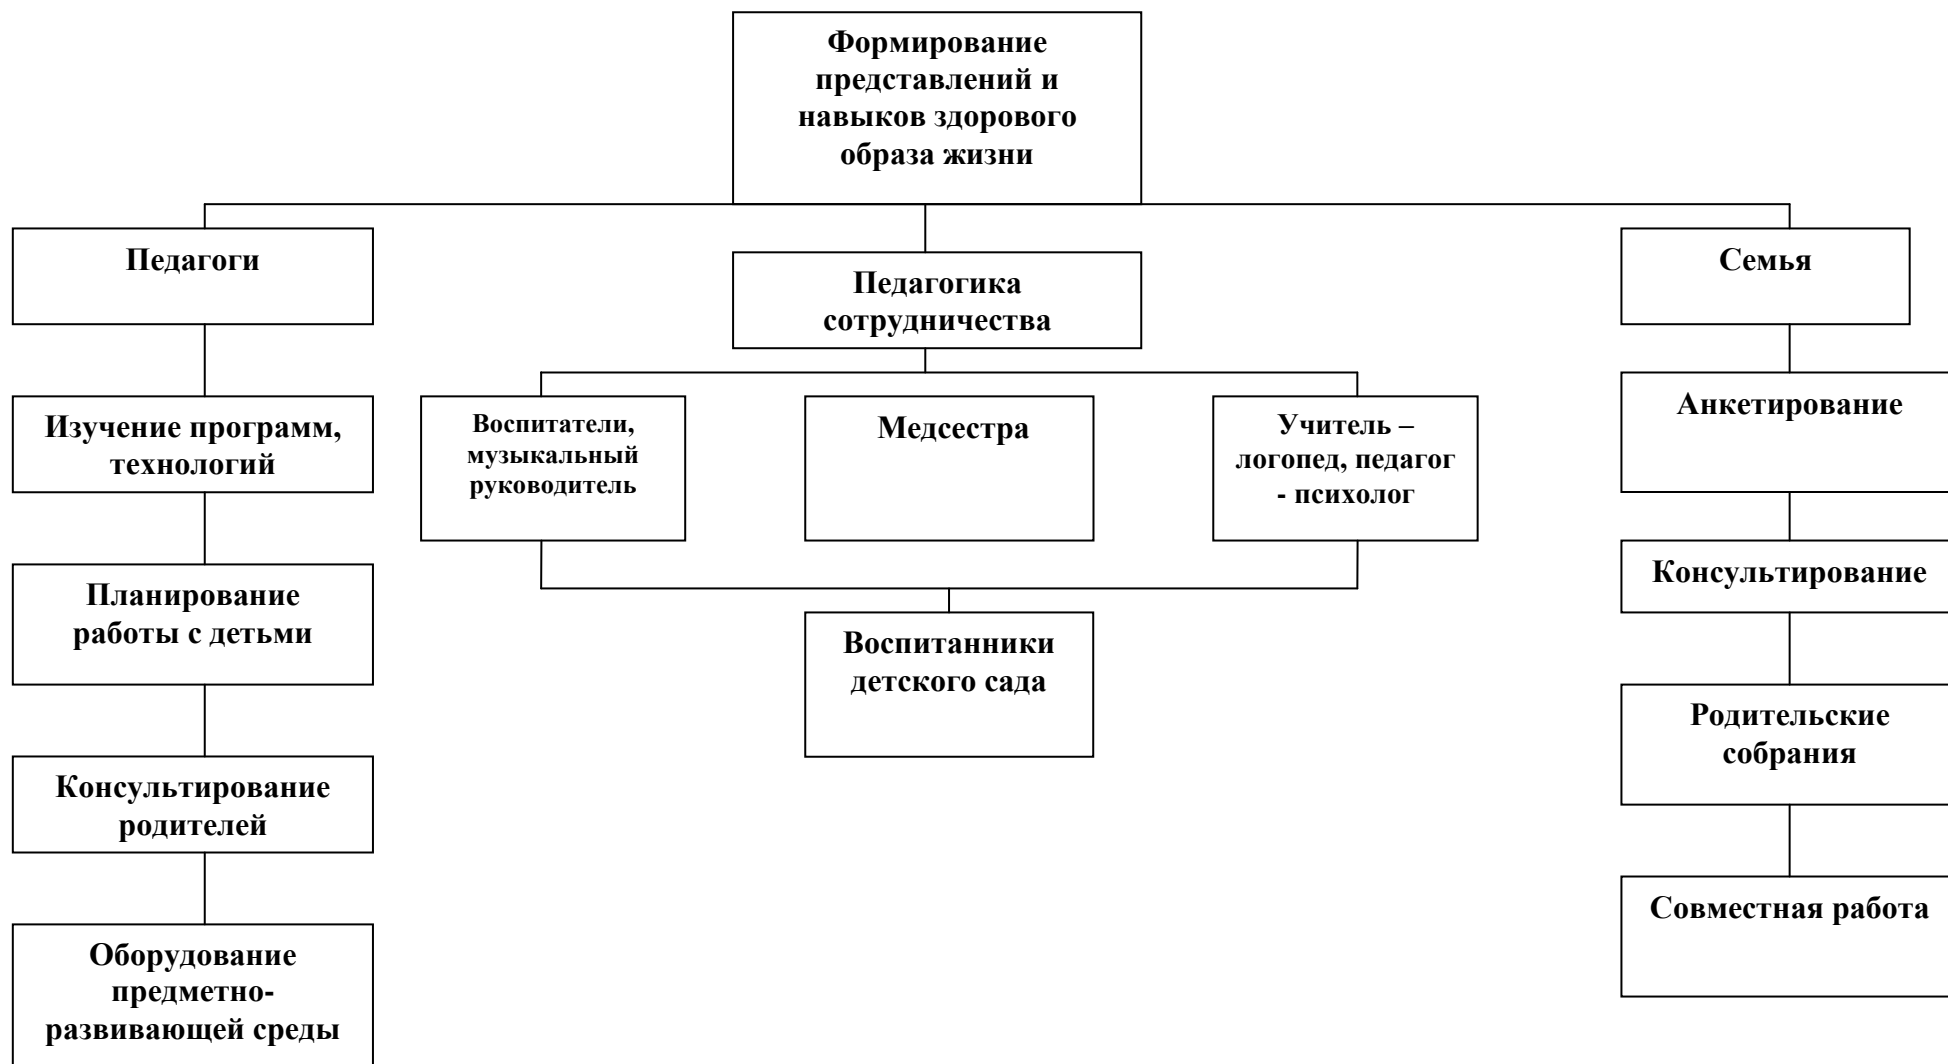 Формирование
представлений и
навыков здорового
образа жизни
Педагоги
Педагогика
сотрудничества
Семья
Изучение программ,
технологий
Воспитатели,
музыкальный
руководитель
Медсестра
Учитель –
логопед, педагог
- психолог
Анкетирование
Планирование
работы с детьми
Консультирование
Воспитанники
детского сада
Родительские
собрания
Консультирование
родителей
Совместная работа
Оборудование
предметно-
развивающей среды